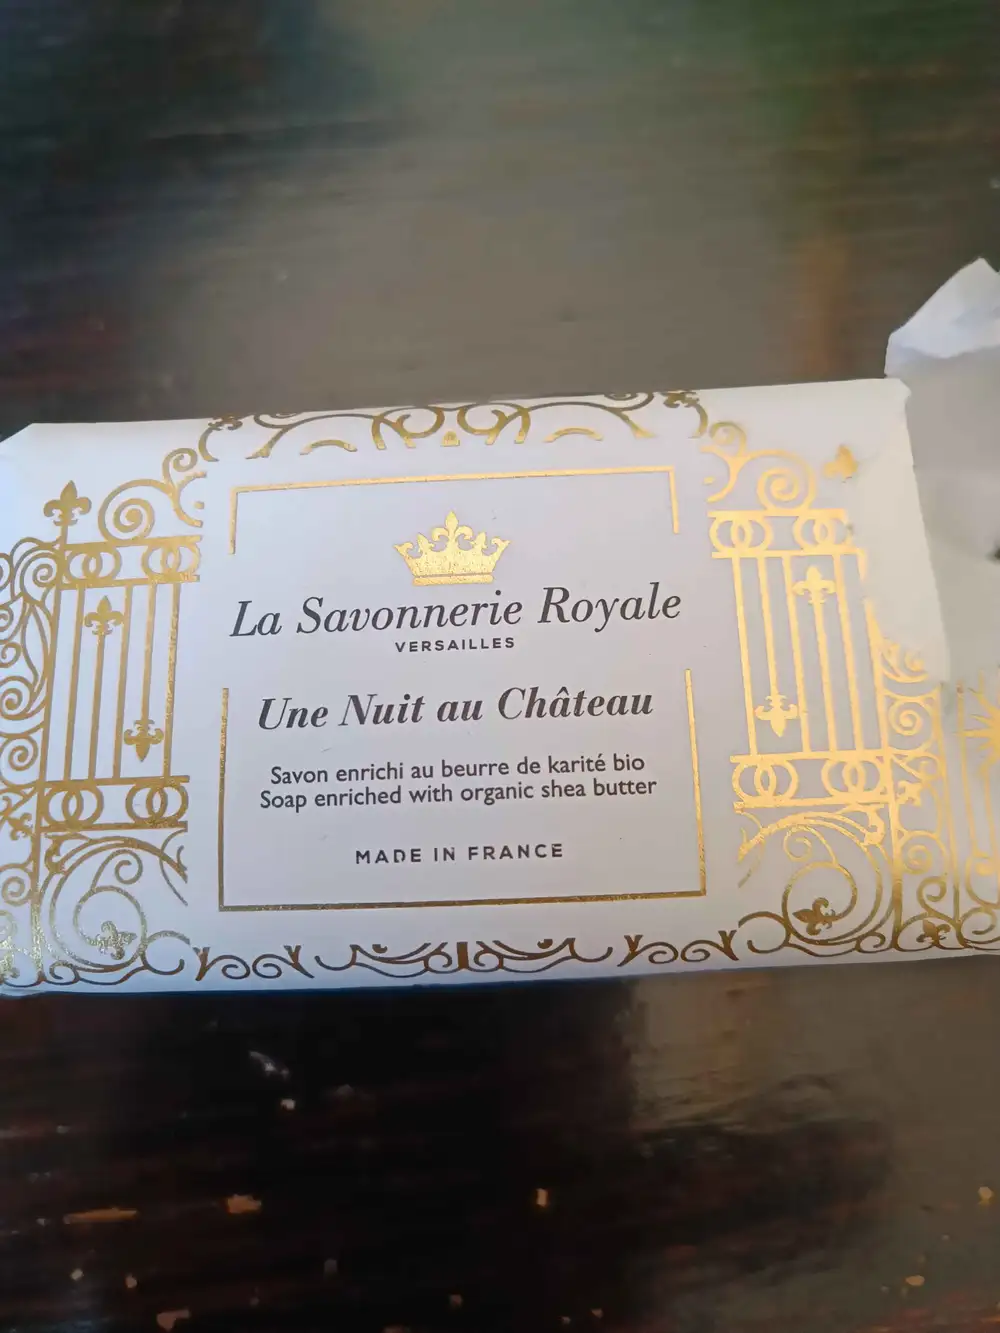 La Savonnerie Royale
VERSAILLES
Une Nuit au Château
Savon enrichi au beurre de karité bio
Soap enriched with organic shea butter
MADE IN FRANCE